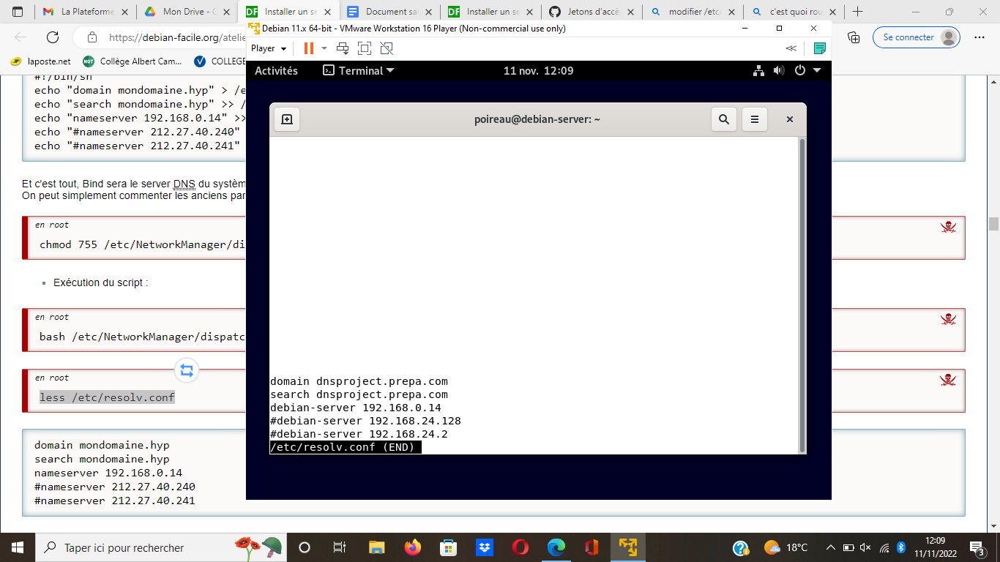 La Plateforme
Mon Drive - G
Installer un se
Document sa
Installer un se
Jetons d'accè
modifier /etc/
c'est quoi rou
https://debian-facile.org/atelie
Se connecter
laposte.net
Collège Albert Cam...
COLLEGE
Debian 11.x 64-bit - VMware Workstation 16 Player (Non-commercial use only)
Player
Activités
Terminal
11 nov. 12:09
poireau@debian-server: ~
#!/bin/sh
echo "domain mondomaine.hyp" > /e
echo "search mondomaine.hyp" >> /
echo "nameserver 192.168.0.14" >>
echo "#nameserver 212.27.40.240"
echo "#nameserver 212.27.40.241"
Et c'est tout, Bind sera le server DNS du systèm
On peut simplement commenter les anciens par
en root
chmod 755 /etc/NetworkManager/di
Exécution du script :
en root
bash /etc/NetworkManager/dispatc
en root
less /etc/resolv.conf
domain mondomaine.hyp
search mondomaine.hyp
nameserver 192.168.0.14
#nameserver 212.27.40.240
#nameserver 212.27.40.241
domain dnsproject.prepa.com
search dnsproject.prepa.com
debian-server 192.168.0.14
#debian-server 192.168.24.128
#debian-server 192.168.24.2
/etc/resolv.conf (END)
Taper ici pour rechercher
18°C
12:09
11/11/2022
3